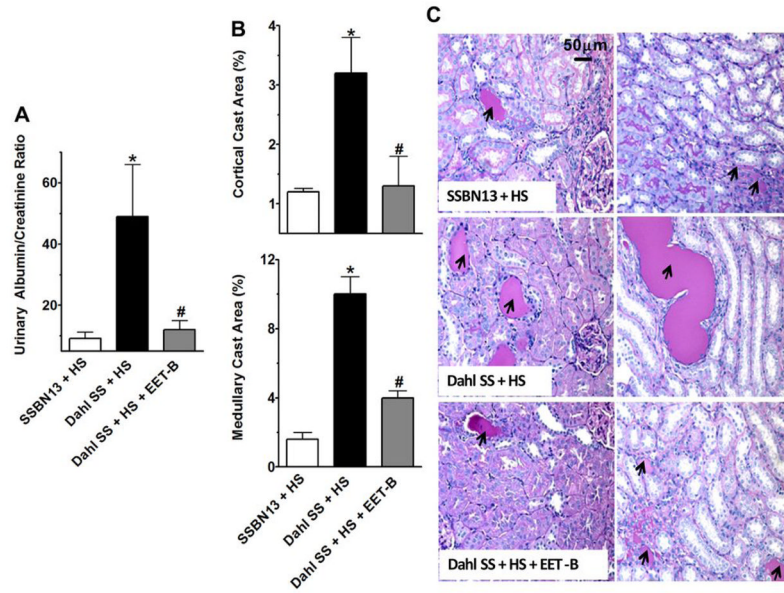 A
Urinary Albumin/Creatinine Ratio
60
40
20
*
#
SSBN13 + HS
Dahl SS + HS
Dahl SS + HS + EET-B
B
Cortical Cast Area (%)
4
3
2
1
*
#
Medullary Cast Area (%)
12
8
4
0
*
#
SSBN13 + HS
Dahl SS + HS
Dahl SS + HS + EET-B
C
50μm
SSBN13 + HS
Dahl SS + HS
Dahl SS + HS + EET -B